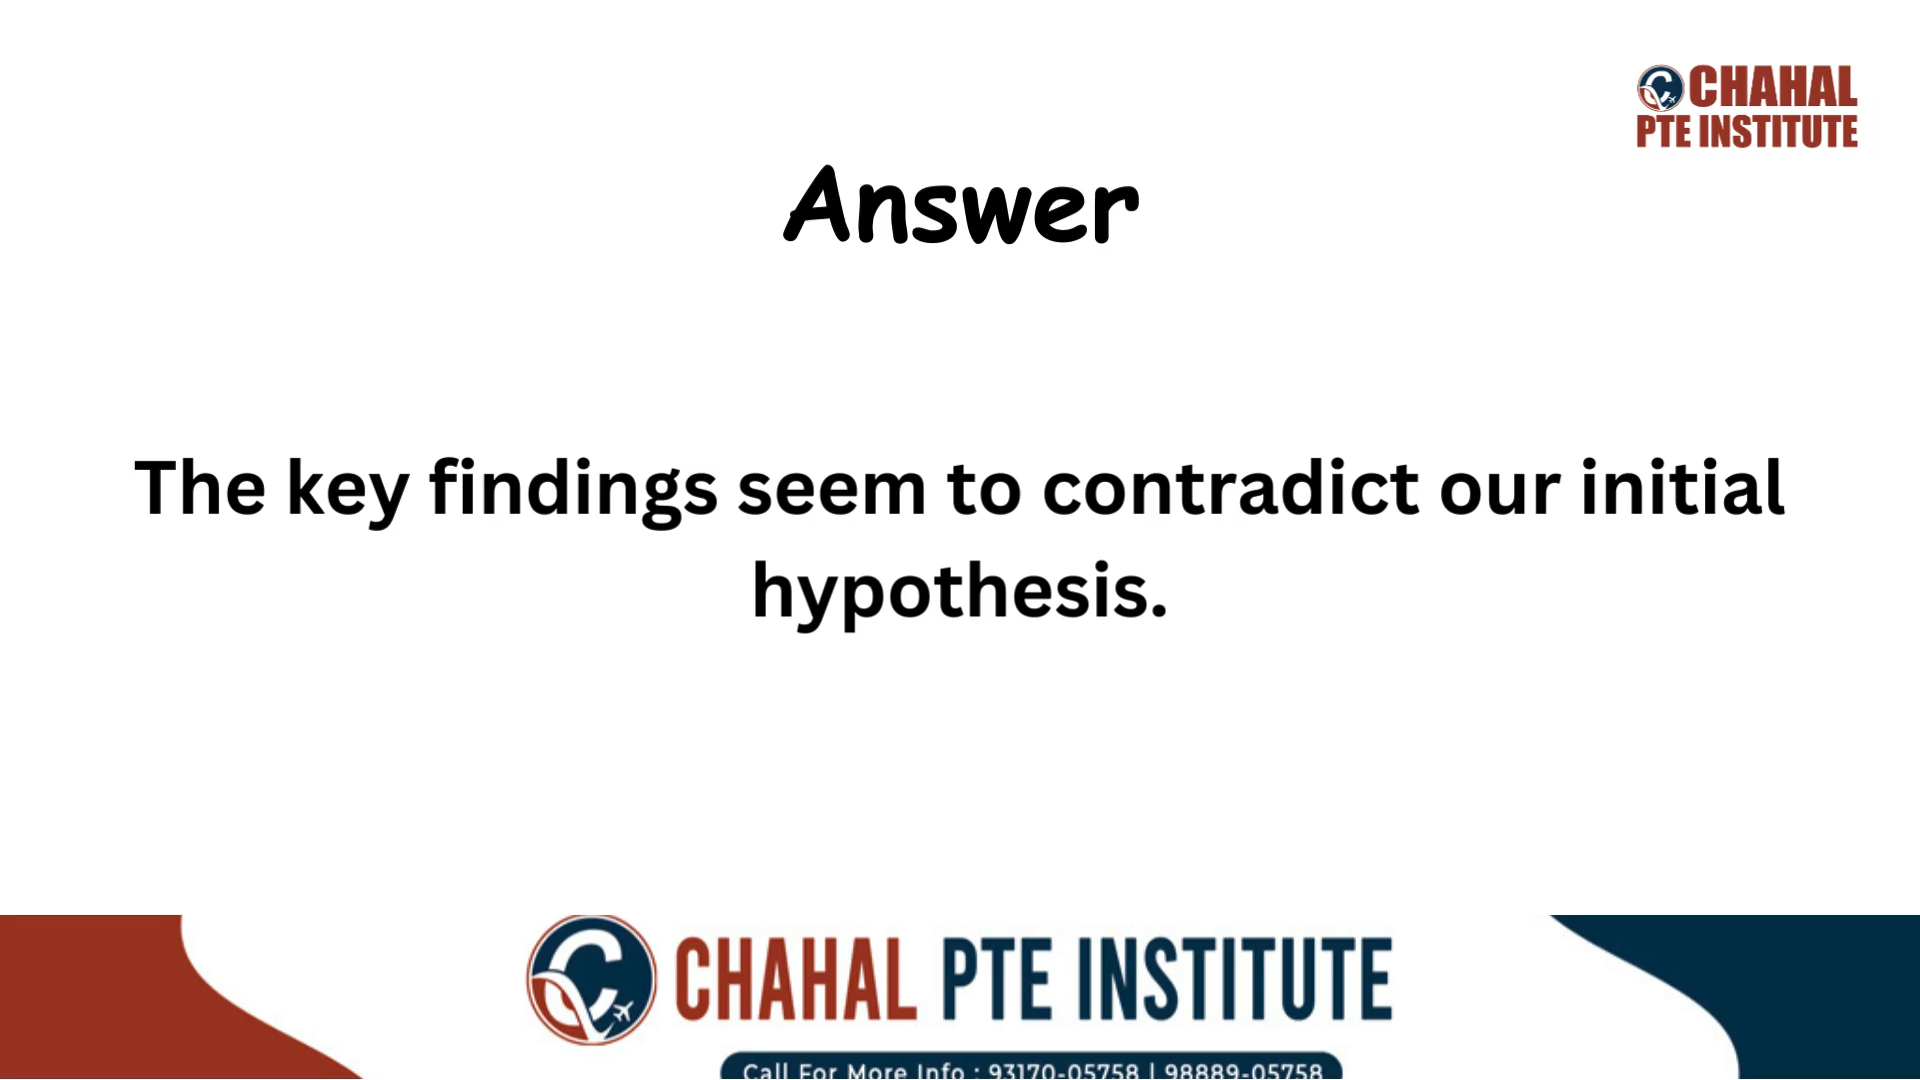 CHAHAL
PTE INSTITUTE
Answer
The key findings seem to contradict our initial
hypothesis.
CHAHAL PTE INSTITUTE
Call For More Info : 93170-05758 | 98889-05758